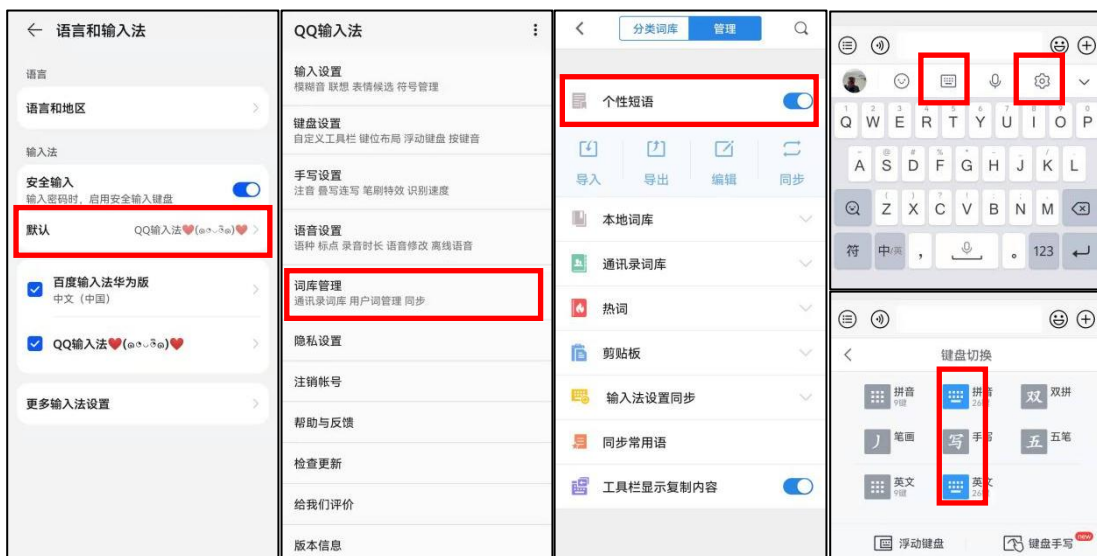 语言和输入法
语言
语言和地区
输入法
安全输入
输入密码时，启用安全输入键盘
默认 QQ输入法❤(๑•᎑•๑)❤
百度输入法华为版
中文（中国）
QQ输入法❤(๑•᎑•๑)❤
更多输入法设置
QQ输入法
输入设置
模糊音 联想 表情候选 符号管理
键盘设置
自定义工具栏 键位布局 浮动键盘 按键音
手写设置
注音 叠写连写 笔刷特效 识别速度
语音设置
语种 标点 录音时长 语音修改 离线语音
词库管理
通讯录词库 用户词管理 同步
隐私设置
注销帐号
帮助与反馈
检查更新
给我们评价
版本信息
分类词库 管理
个性短语
导入 导出 编辑 同步
本地词库
通讯录词库
热词
剪贴板
输入法设置同步
同步常用语
工具栏显示复制内容
1 2 3 4 5 6 7 8 9 0
Q W E R T Y U I O P
A S D F G H J K L
Z X C V B N M
符 中/英 ， 。 123
键盘切换
拼音 拼音 双 双拼
9键 26键
笔画 写 手写 五 五笔
英文 英文
9键 26键
浮动键盘 键盘手写 new